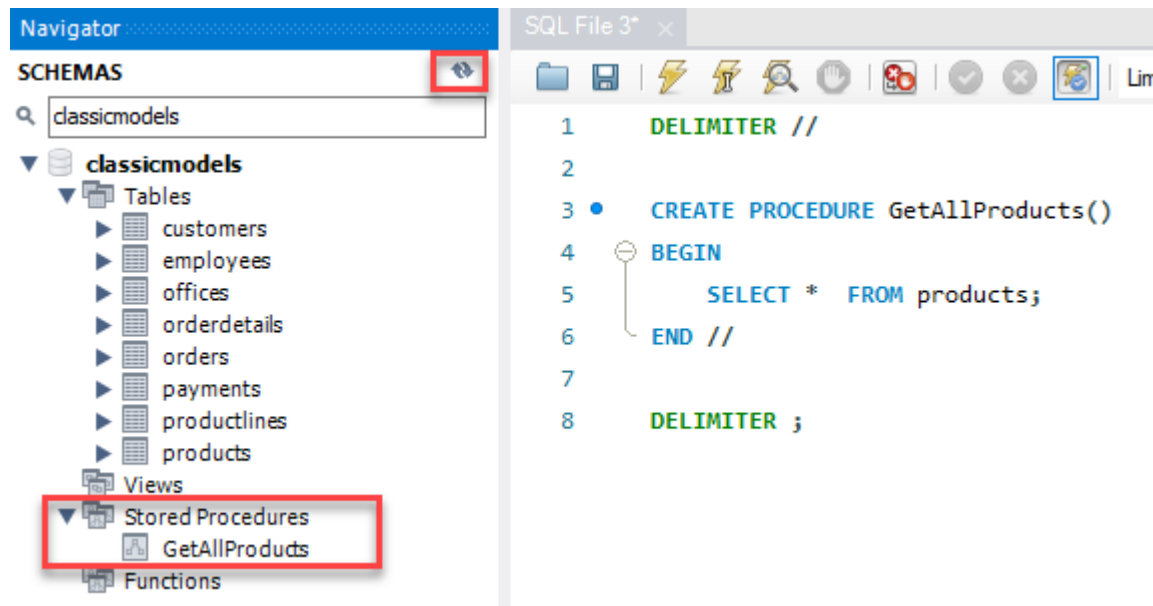 Navigator
SCHEMAS
classicmodels
classicmodels
Tables
customers
employees
offices
orderdetails
orders
payments
productlines
products
Views
Stored Procedures
GetAllProducts
Functions
SQL File 3*
1 DELIMITER //
2
3 CREATE PROCEDURE GetAllProducts()
4 BEGIN
5 SELECT * FROM products;
6 END //
7
8 DELIMITER ;